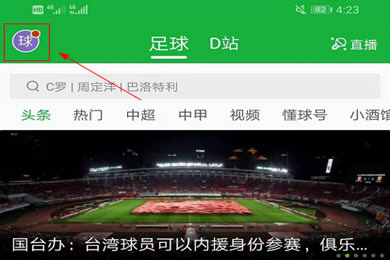 HD 4G 4G 82 4:23
球 足球 D站 直播
C罗 | 周定洋 | 巴洛特利
头条 热门 中超 中甲 视频 懂球号 小酒馆
国台办：台湾球员可以内援身份参赛，俱乐...